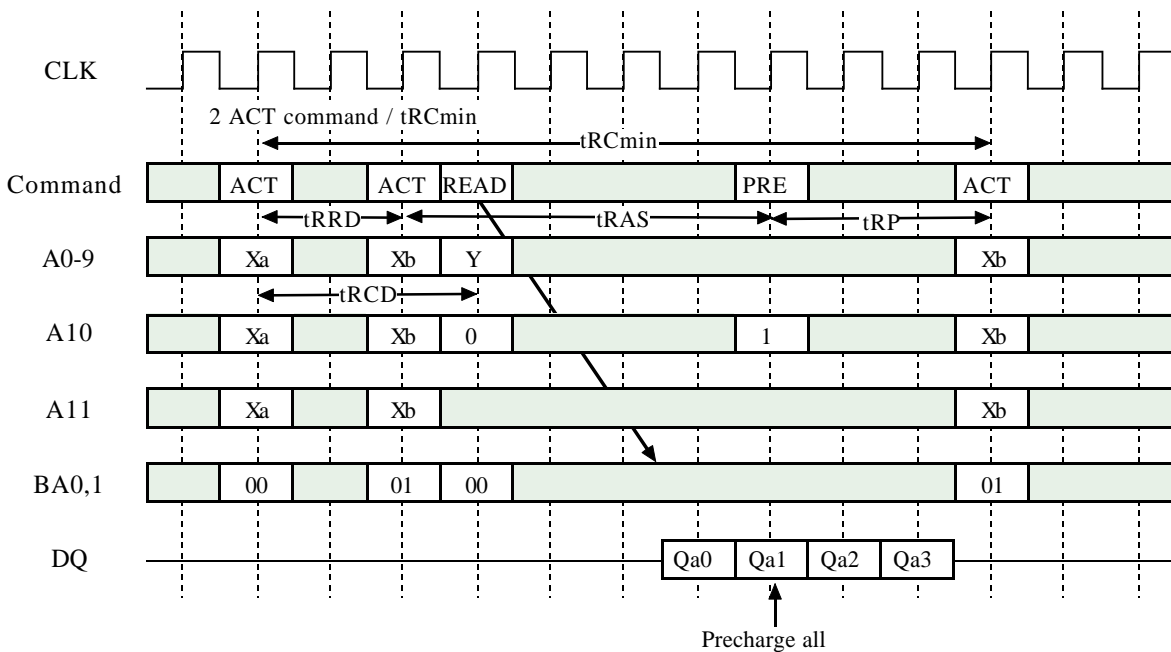 CLK
2 ACT command / tRCmin
tRCmin
Command ACT ACT READ PRE ACT
tRRD tRAS tRP
A0-9 Xa Xb Y Xb
tRCD
A10 Xa Xb 0 1 Xb
A11 Xa Xb Xb
BA0,1 00 01 00 01
DQ Qa0 Qa1 Qa2 Qa3
Precharge all